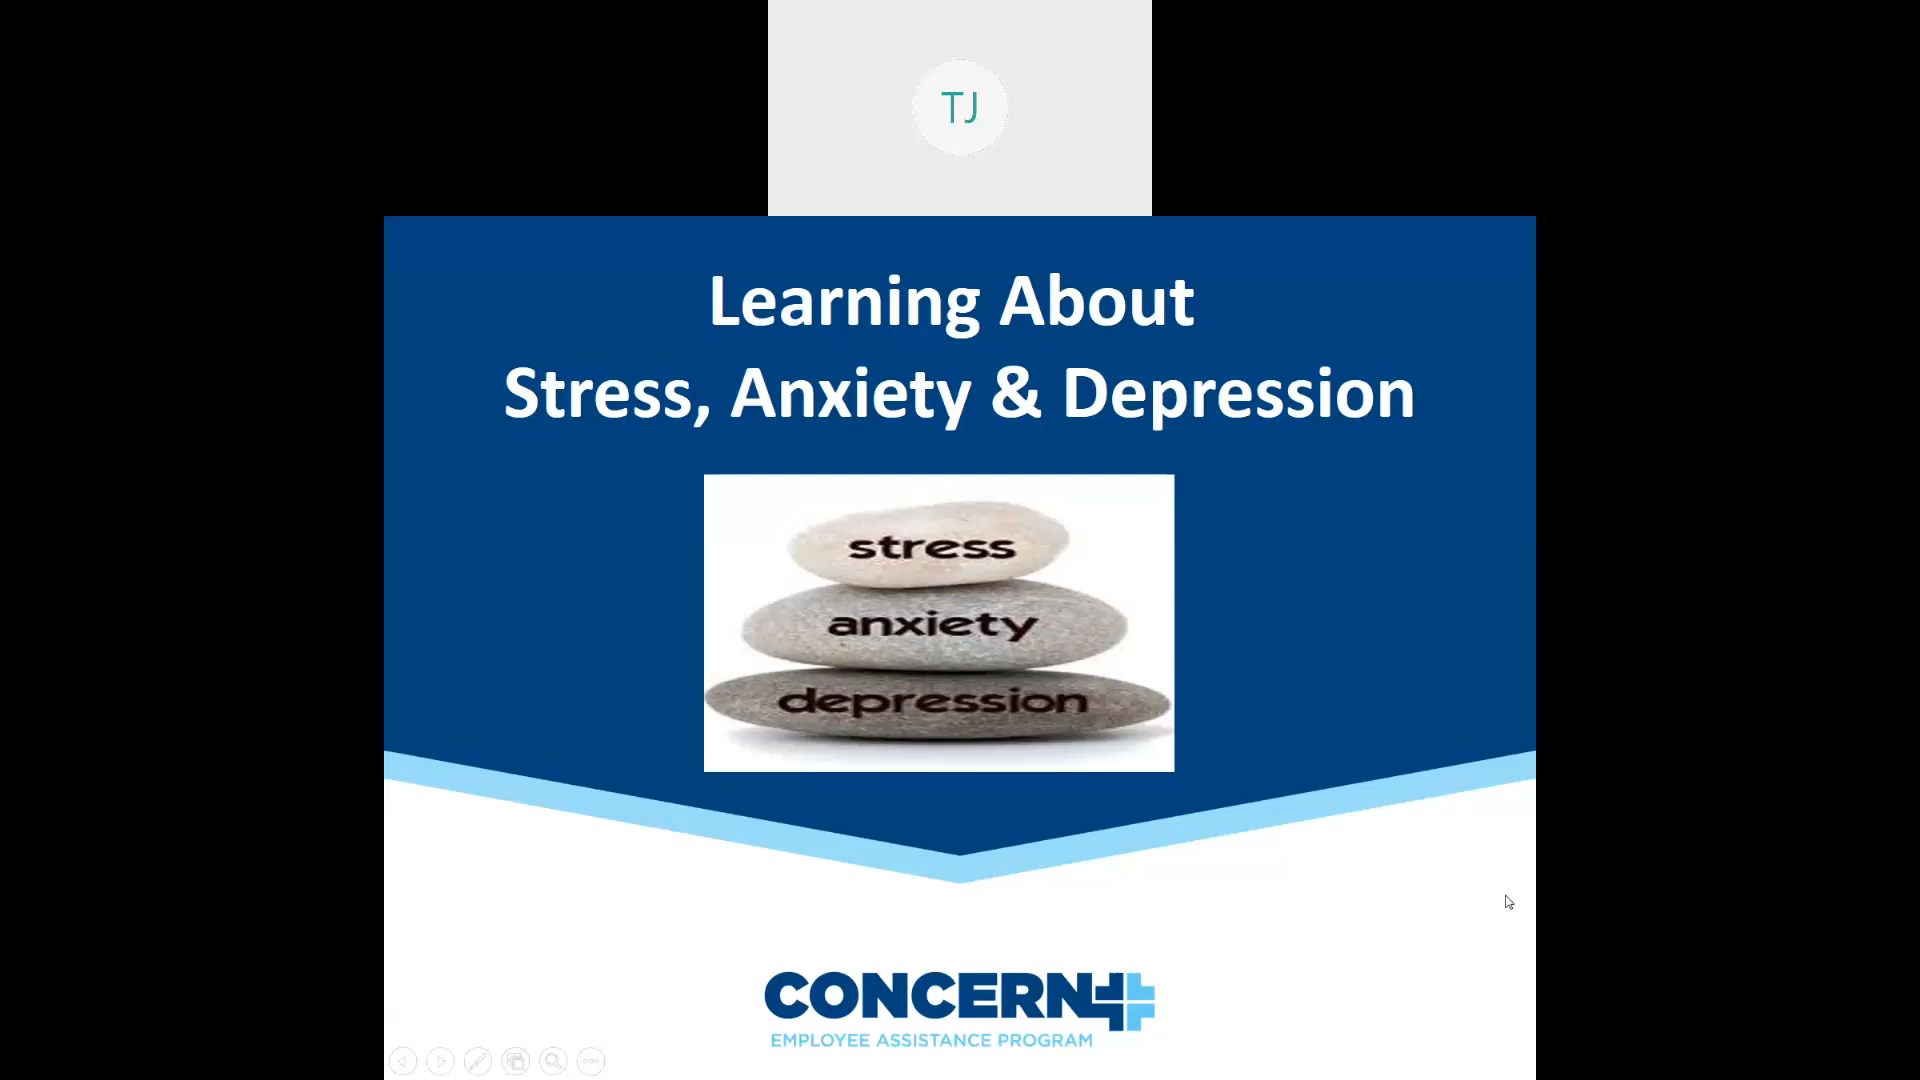 TJ
Learning About
Stress, Anxiety & Depression
stress
anxiety
depression
CONCERN
EMPLOYEE ASSISTANCE PROGRAM